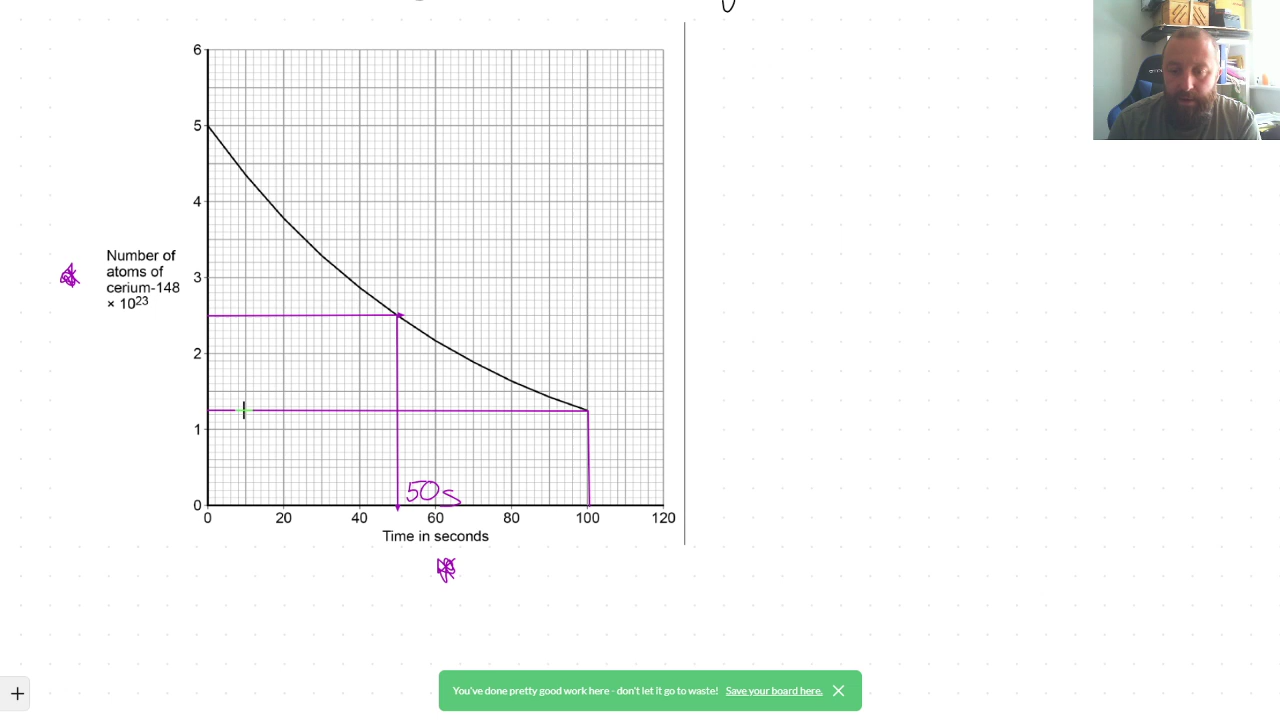 6
5
4
3
2
1
0
Number of
atoms of
cerium-148
× 10²³
50s
0 20 40 60 80 100 120
Time in seconds
You've done pretty good work here - don't let it go to waste! Save your board here.